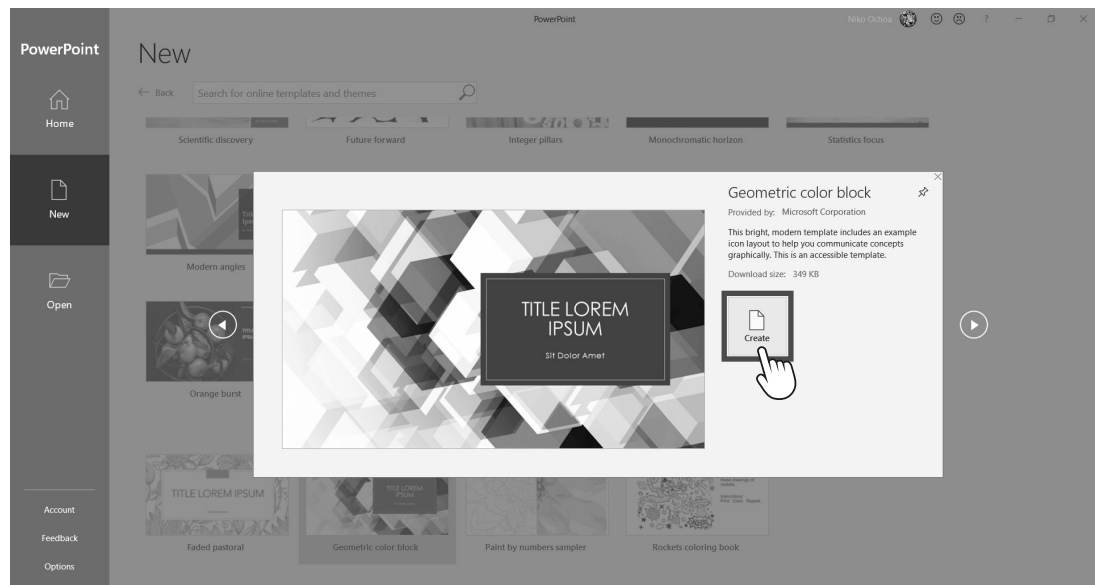 PowerPoint
Niko Ochoa
?
PowerPoint
New
Back
Search for online templates and themes
Home
Scientific discovery
Future forward
Integer pillars
Monochromatic horizon
Statistics focus
New
Modern angles
Geometric color block
Provided by: Microsoft Corporation
This bright, modern template includes an example
icon layout to help you communicate concepts
graphically. This is an accessible template.
Download size: 349 KB
TITLE LOREM
IPSUM
Sit Dolor Amet
Create
Open
Orange burst
TITLE LOREM IPSUM
TITLE LOREM
IPSUM
Faded pastoral
Geometric color block
Paint by numbers sampler
Rockets coloring book
Account
Feedback
Options